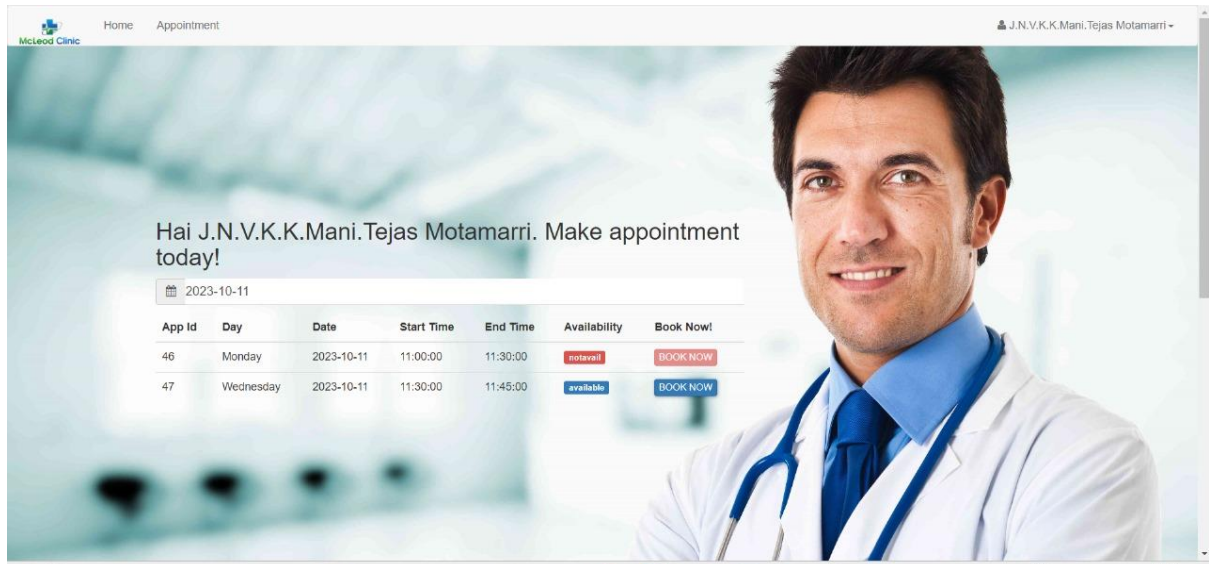 McLeod Clinic
Home Appointment J.N.V.K.K.Mani.Tejas Motamarri
Hai J.N.V.K.K.Mani.Tejas Motamarri. Make appointment
today!
2023-10-11
App Id Day Date Start Time End Time Availability Book Now!
46 Monday 2023-10-11 11:00:00 11:30:00 notavail BOOK NOW
47 Wednesday 2023-10-11 11:30:00 11:45:00 available BOOK NOW